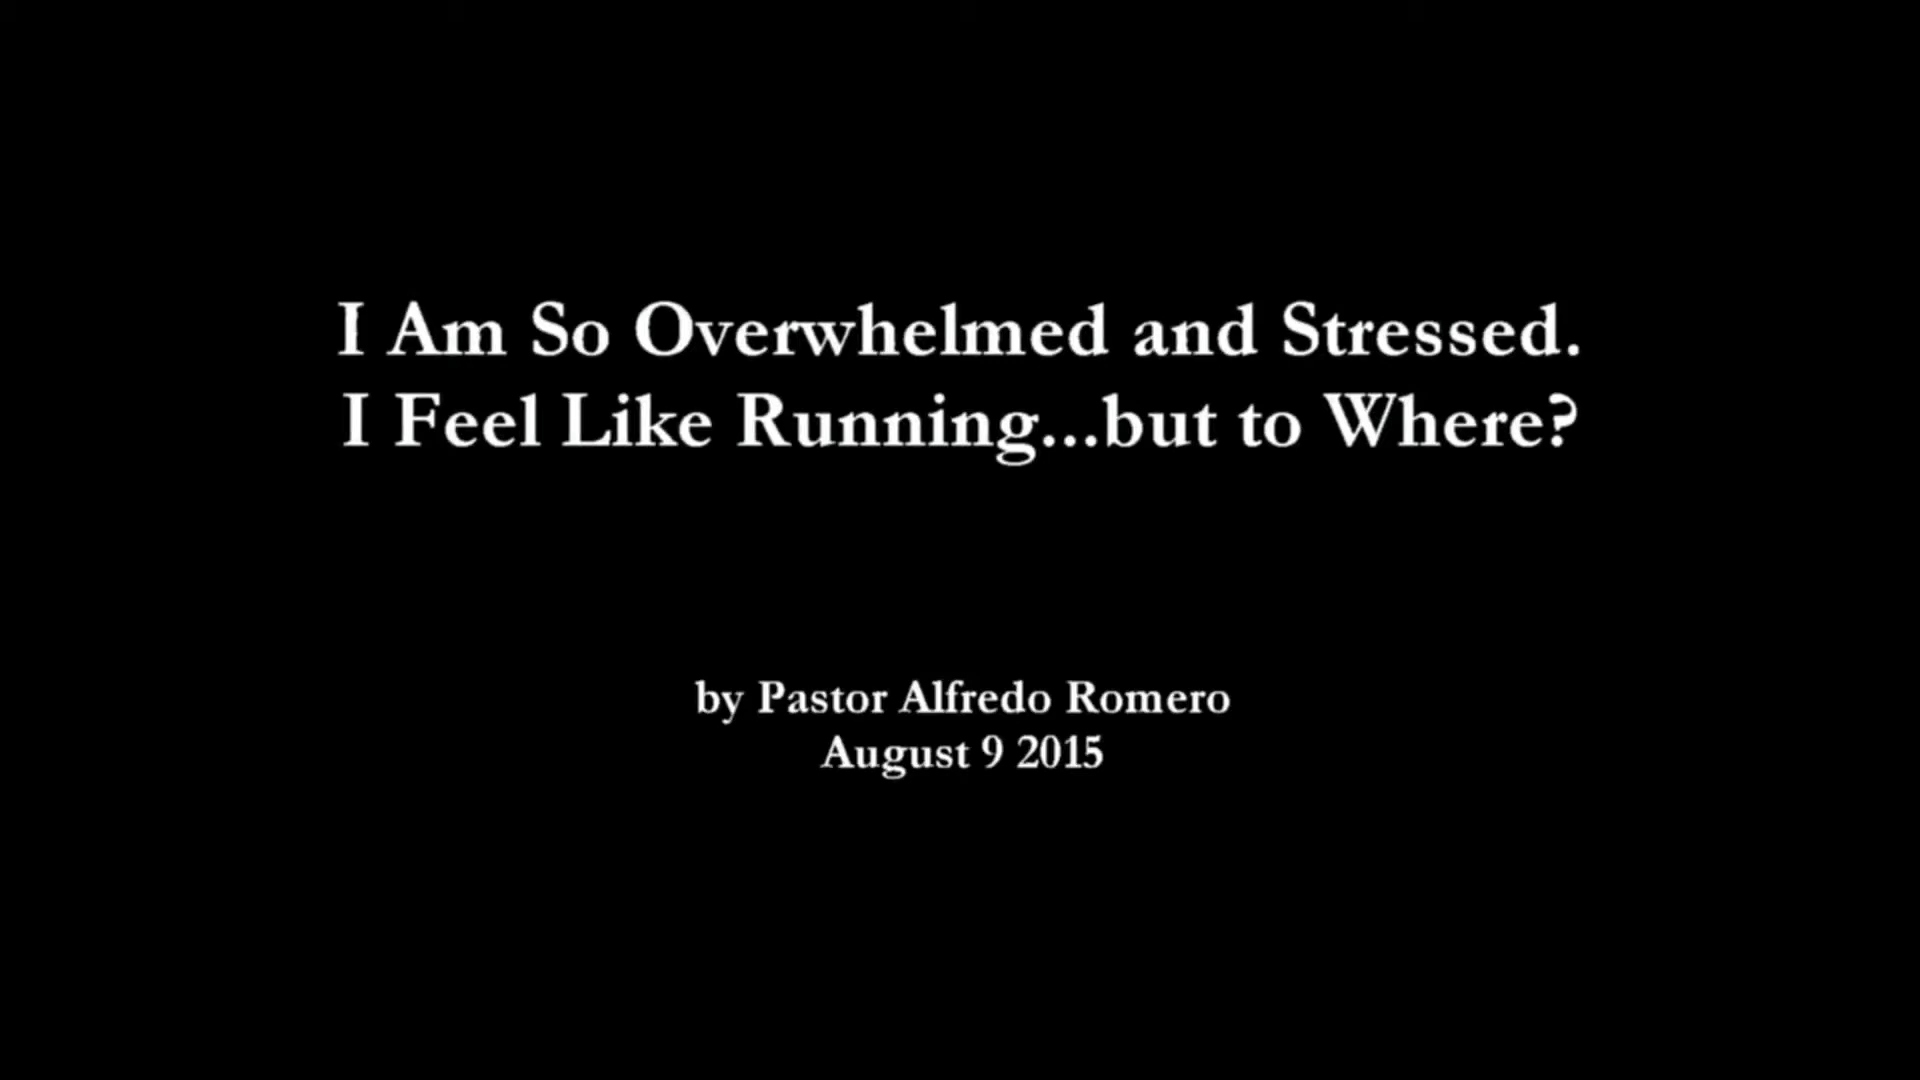 I Am So Overwhelmed and Stressed.
I Feel Like Running...but to Where?
by Pastor Alfredo Romero
August 9 2015